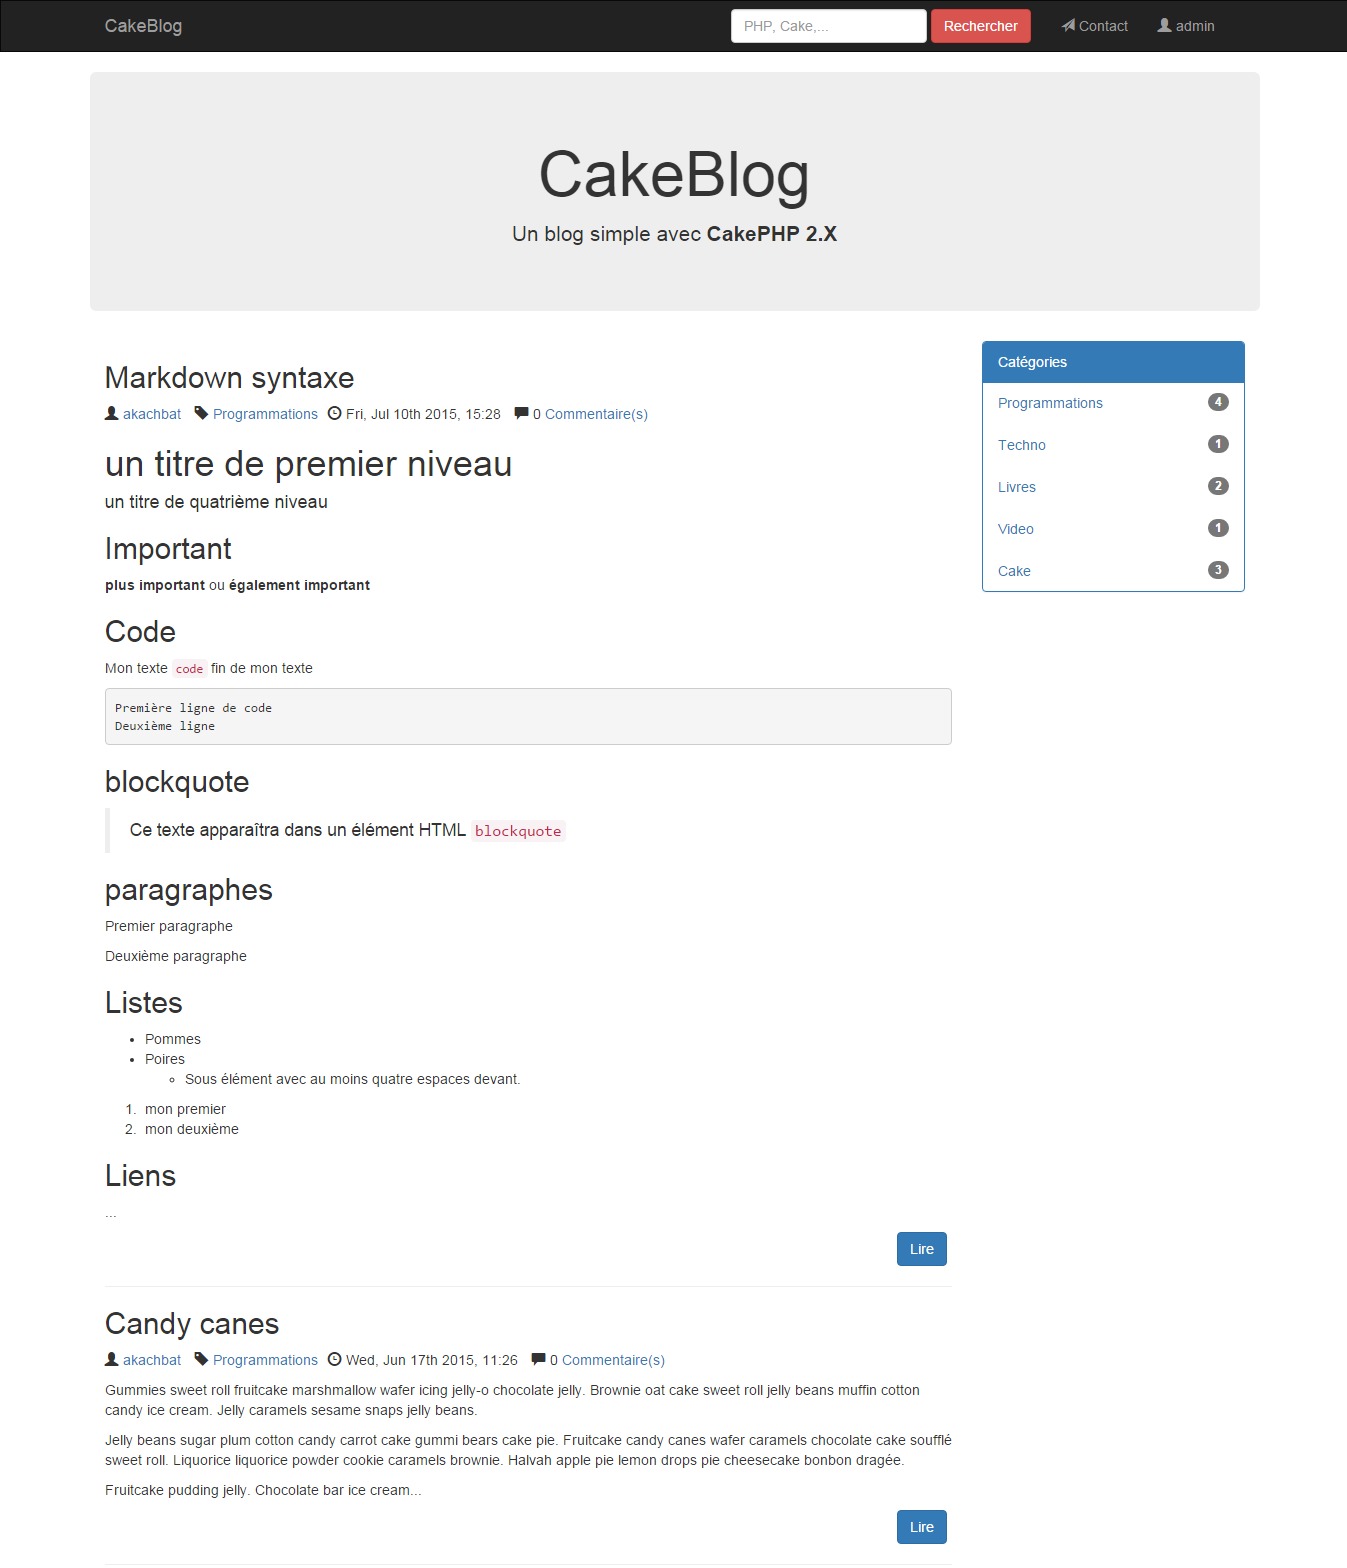 CakeBlog
PHP, Cake,...
Rechercher
Contact
admin
CakeBlog
Un blog simple avec CakePHP 2.X
Markdown syntaxe
akachbat Programmations Fri, Jul 10th 2015, 15:28 0 Commentaire(s)
un titre de premier niveau
un titre de quatrième niveau
Important
plus important ou également important
Code
Mon texte code fin de mon texte
Première ligne de code
Deuxième ligne
blockquote
Ce texte apparaîtra dans un élément HTML blockquote
paragraphes
Premier paragraphe
Deuxième paragraphe
Listes
• Pommes
• Poires
◦ Sous élément avec au moins quatre espaces devant.
1. mon premier
2. mon deuxième
Liens
...
Lire
Candy canes
akachbat Programmations Wed, Jun 17th 2015, 11:26 0 Commentaire(s)
Gummies sweet roll fruitcake marshmallow wafer icing jelly-o chocolate jelly. Brownie oat cake sweet roll jelly beans muffin cotton
candy ice cream. Jelly caramels sesame snaps jelly beans.
Jelly beans sugar plum cotton candy carrot cake gummi bears cake pie. Fruitcake candy canes wafer caramels chocolate cake soufflé
sweet roll. Liquorice liquorice powder cookie caramels brownie. Halvah apple pie lemon drops pie cheesecake bonbon dragée.
Fruitcake pudding jelly. Chocolate bar ice cream...
Lire
Catégories
Programmations 4
Techno 1
Livres 2
Video 1
Cake 3